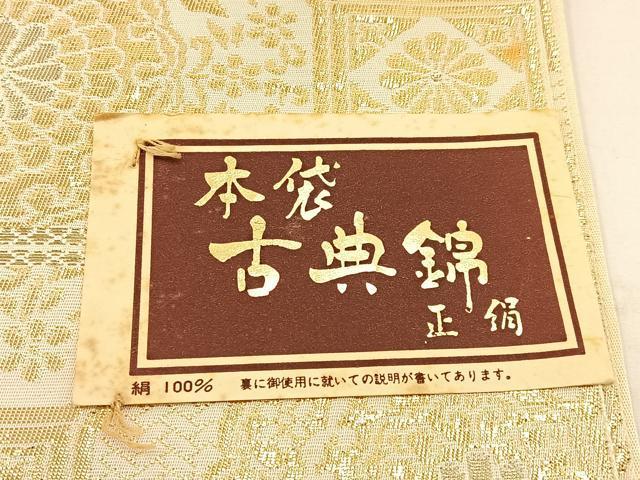 本袋
古典錦
正絹
絹 100% 裏に御使用に就いての説明が書いてあります。